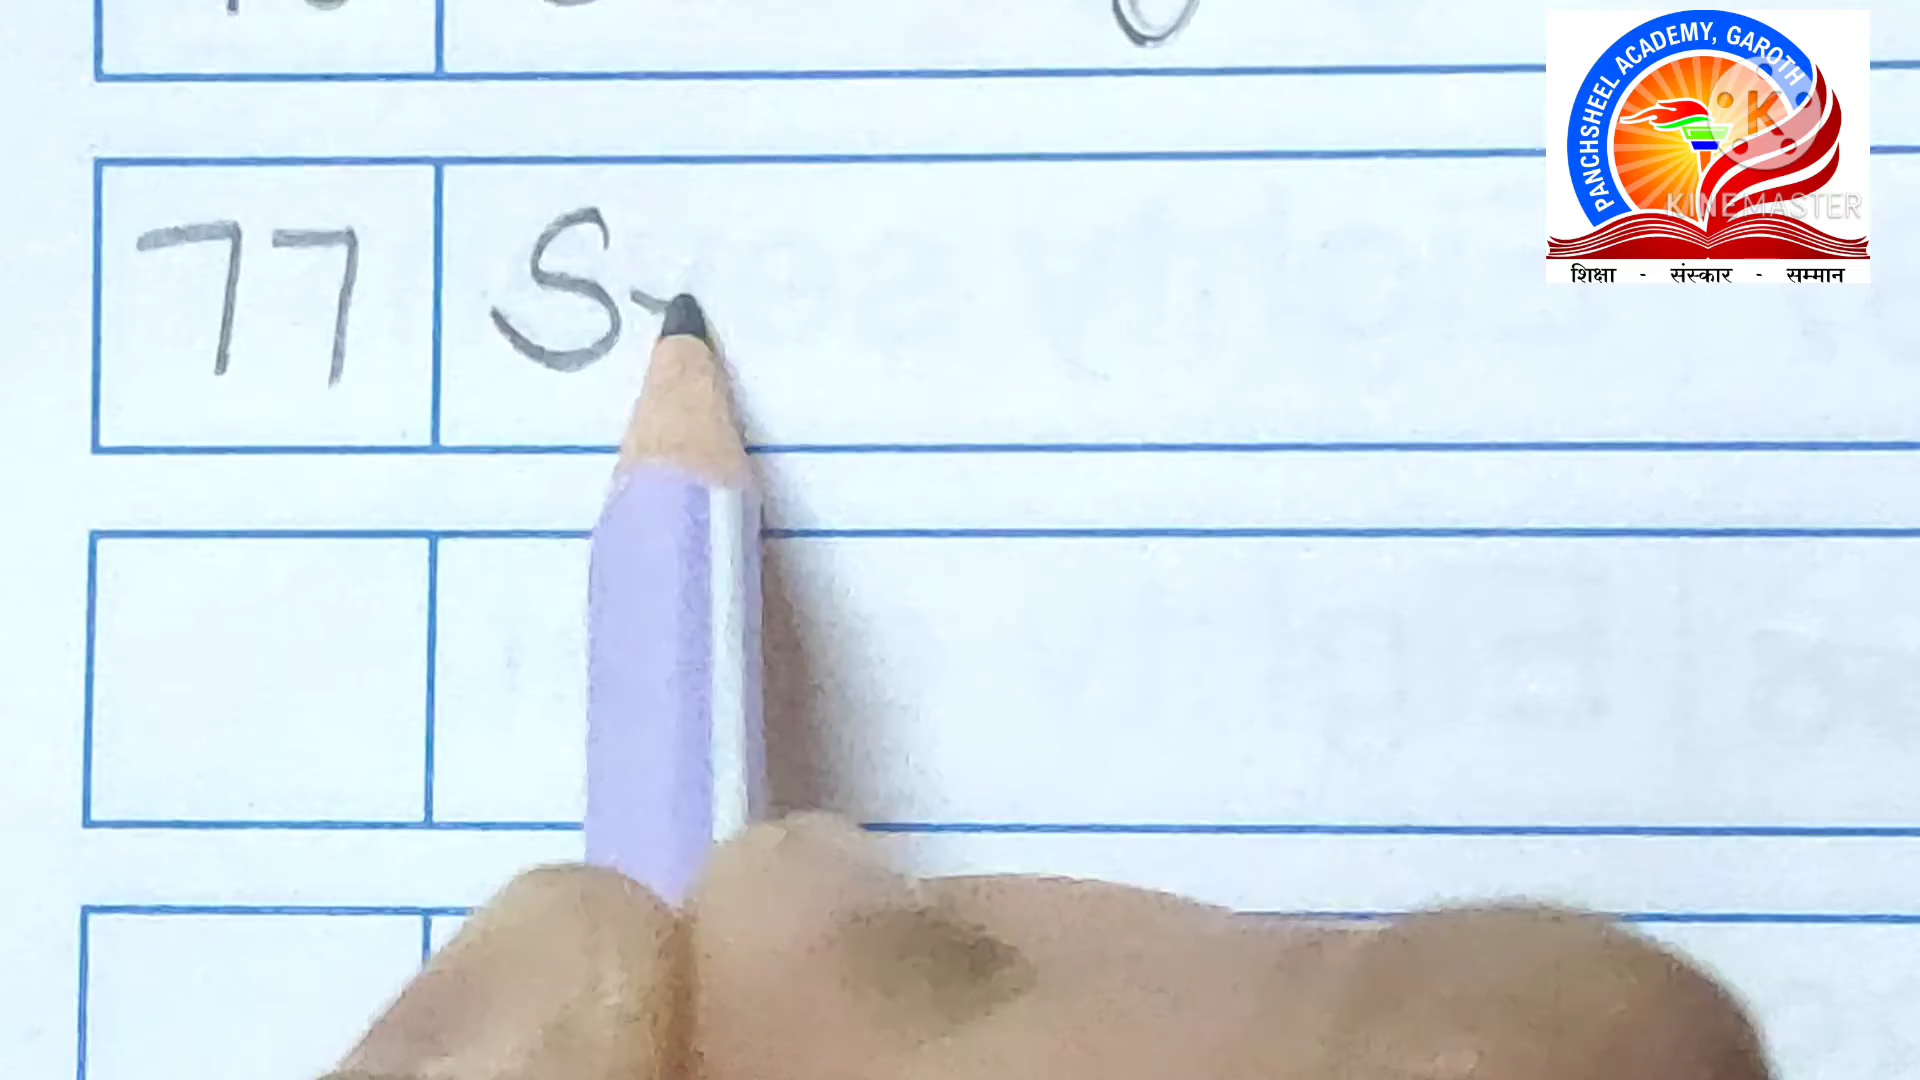 PANCHSHEEL ACADEMY, GAROTH
K
KINEMASTER
शिक्षा - संस्कार - सम्मान
77 S